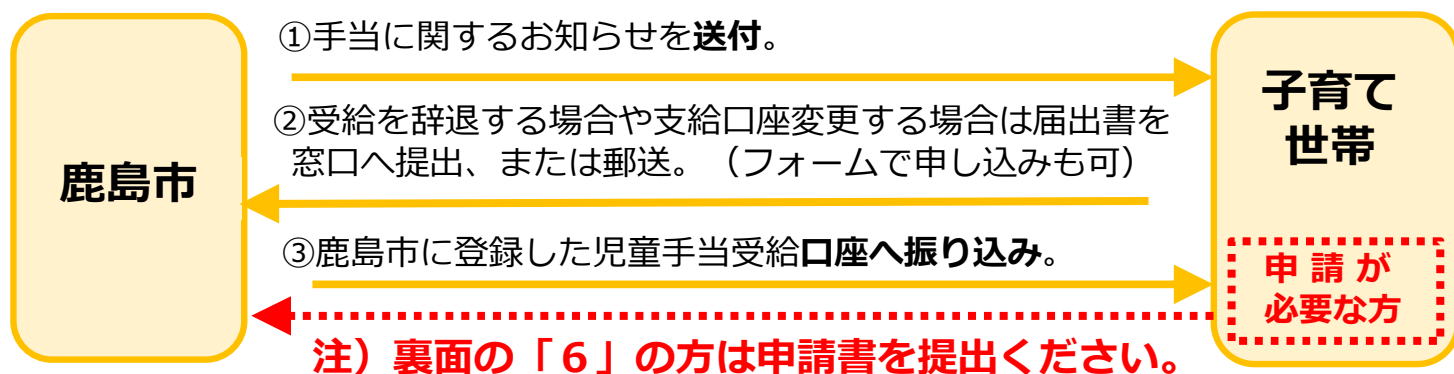 ①手当に関するお知らせを送付。
鹿島市
子育て
世帯
②受給を辞退する場合や支給口座変更する場合は届出書を
窓口へ提出、または郵送。（フォームで申し込みも可）
③鹿島市に登録した児童手当受給口座へ振り込み。
申 請 が
必要な方
注）裏面の「６」の方は申請書を提出ください。